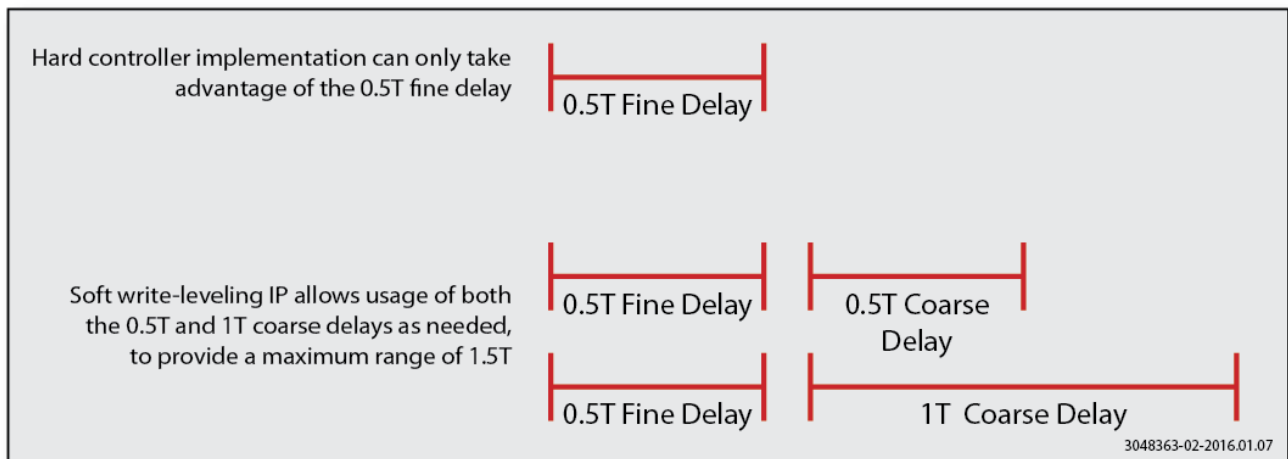 Hard controller implementation can only take
advantage of the 0.5T fine delay
0.5T Fine Delay
Soft write-leveling IP allows usage of both
the 0.5T and 1T coarse delays as needed,
to provide a maximum range of 1.5T
0.5T Fine Delay
0.5T Coarse
Delay
0.5T Fine Delay
1T Coarse Delay
3048363-02-2016.01.07